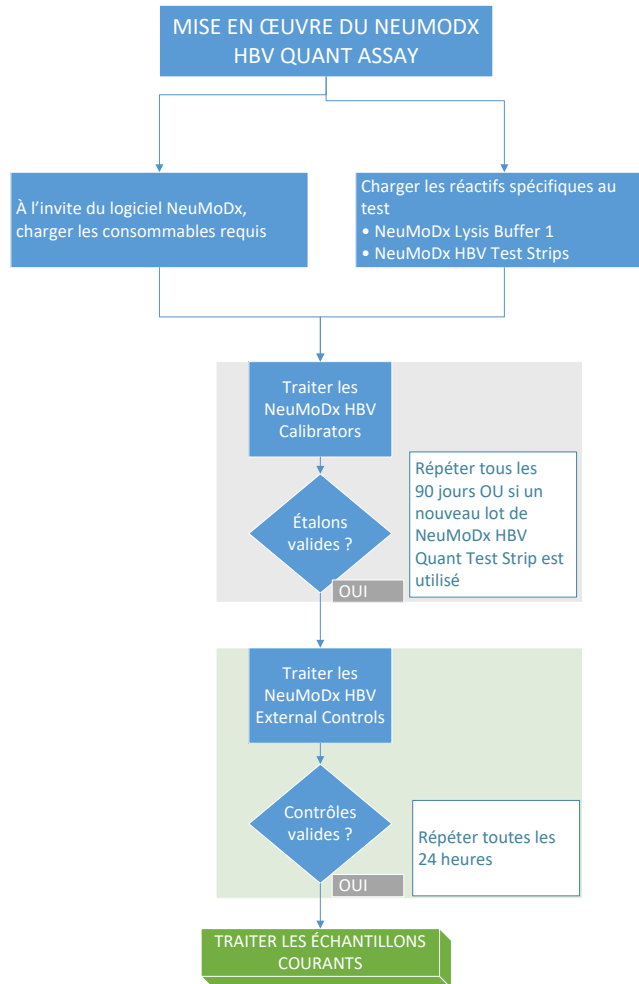 MISE EN ŒUVRE DU NEUMODX
HBV QUANT ASSAY
À l’invite du logiciel NeuMoDx,
charger les consommables requis
Charger les réactifs spécifiques au
test
• NeuMoDx Lysis Buffer 1
• NeuMoDx HBV Test Strips
Traiter les
NeuMoDx HBV
Calibrators
Étalons
valides ?
OUI
Répéter tous les
90 jours OU si un
nouveau lot de
NeuMoDx HBV
Quant Test Strip est
utilisé
Traiter les
NeuMoDx HBV
External Controls
Contrôles
valides ?
OUI
Répéter toutes les
24 heures
TRAITER LES ÉCHANTILLONS
COURANTS